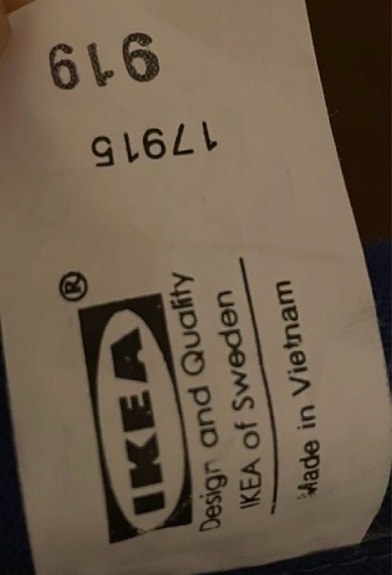 919
17915
IKEA®
Design and Quality
IKEA of Sweden
Made in Vietnam